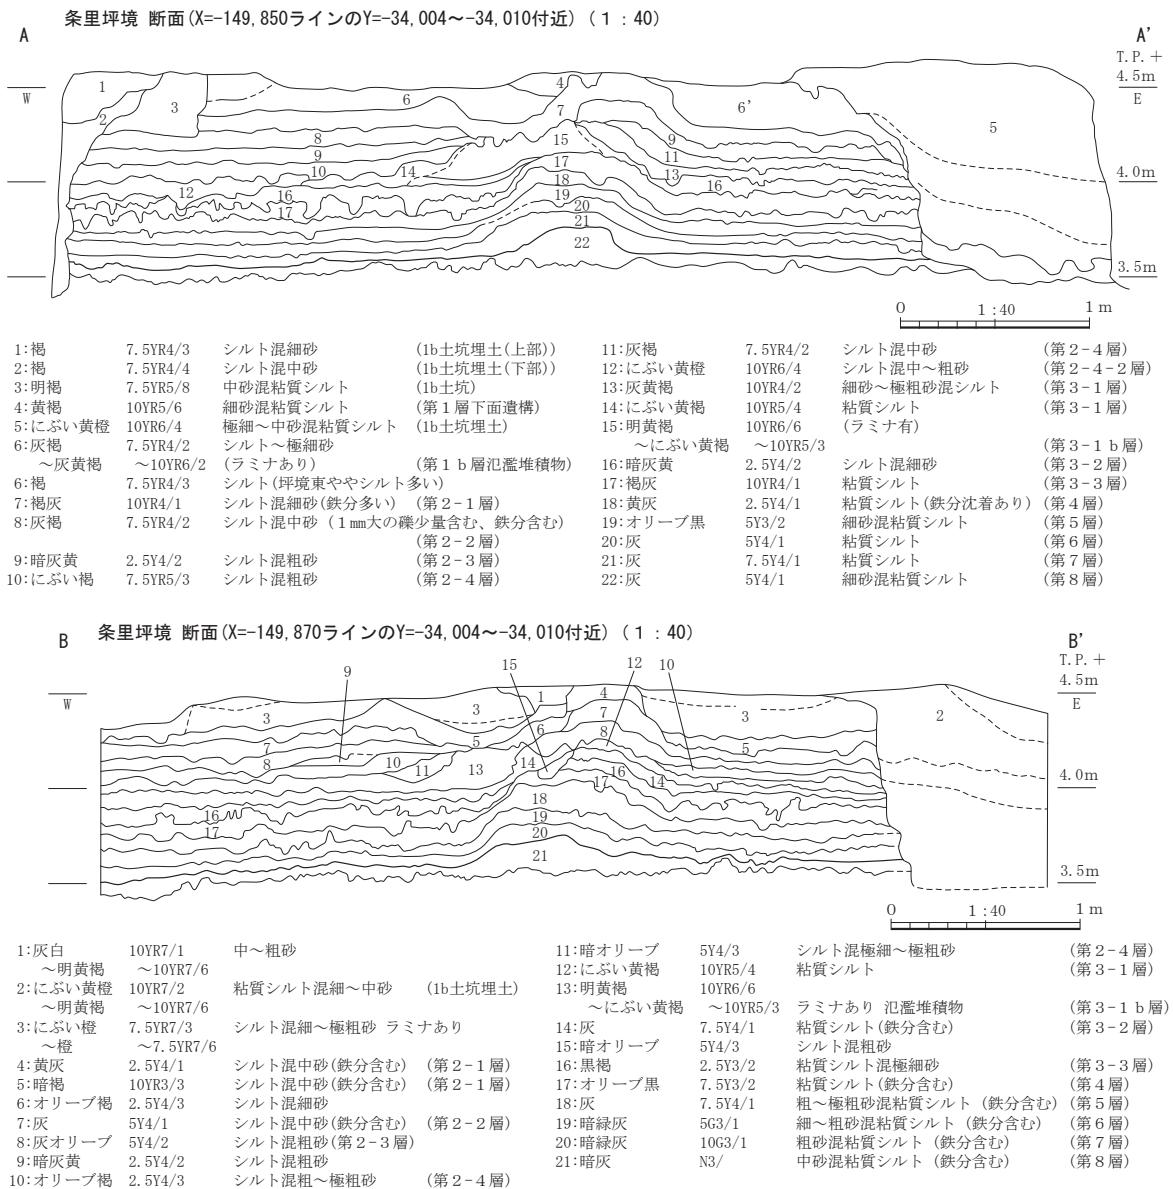 条里坪境 断面(X=-149,850ラインのY=-34,004～-34,010付近)（１：40）
A
A’
T.P.＋
4.5m
W
E
4.0m
3.5m
1
2
3
4
5
6
6’
7
8
9
10
12
14
15
16
17
9
11
13
16
17
18
19
20
21
22
0 1:40 1 m
1:褐 7.5YR4/3 シルト混細砂 (1b土坑埋土(上部))
2:褐 7.5YR4/4 シルト混中砂 (1b土坑埋土(下部))
3:明褐 7.5YR5/8 中砂混粘質シルト (1b土坑)
4:黄褐 10YR5/6 細砂混粘質シルト (第１層下面遺構)
5:にぶい黄橙 10YR6/4 極細～中砂混粘質シルト (1b土坑埋土)
6:灰褐 7.5YR4/2 シルト～極細砂
～灰黄褐 ～10YR6/2 (ラミナあり) (第１ｂ層氾濫堆積物)
6:褐 7.5YR4/3 シルト(坪境東ややシルト多い)
7:褐灰 10YR4/1 シルト混細砂(鉄分多い) (第２-１層)
8:灰褐 7.5YR4/2 シルト混中砂（１㎜大の礫少量含む、鉄分含む）
(第２-２層)
9:暗灰黄 2.5Y4/2 シルト混粗砂 (第２-３層)
10:にぶい褐 7.5YR5/3 シルト混粗砂 (第２-４層)
11:灰褐 7.5YR4/2 シルト混中砂 (第２-４層)
12:にぶい黄橙 10YR6/4 シルト混中～粗砂 (第２-４-２層)
13:灰黄褐 10YR4/2 細砂～極粗砂混シルト (第３-１層)
14:にぶい黄褐 10YR5/4 粘質シルト (第３-１層)
15:明黄褐 10YR6/6 (ラミナ有)
～にぶい黄褐 ～10YR5/3 (第３-１ｂ層)
16:暗灰黄 2.5Y4/2 シルト混細砂 (第３-２層)
17:褐灰 10YR4/1 粘質シルト (第３-３層)
18:黄灰 2.5Y4/1 粘質シルト(鉄分沈着あり) (第４層)
19:オリーブ黒 5Y3/2 細砂混粘質シルト (第５層)
20:灰 5Y4/1 粘質シルト (第６層)
21:灰 7.5Y4/1 粘質シルト (第７層)
22:灰 5Y4/1 細砂混粘質シルト (第８層)
条里坪境 断面(X=-149,870ラインのY=-34,004～-34,010付近)（１：40）
B
B’
T.P.＋
4.5m
W
E
4.0m
3.5m
9
15
12
10
1
4
3
3
3
2
7
5
6
7
8
5
8
10
11
13
14
16
17
14
16
17
18
19
20
21
0 1:40 1 m
1:灰白 10YR7/1 中～粗砂
～明黄褐 ～10YR7/6
2:にぶい黄橙 10YR7/2 粘質シルト混細～中砂 (1b土坑埋土)
～明黄褐 ～10YR7/6
3:にぶい橙 7.5YR7/3 シルト混細～極粗砂 ラミナあり
～橙 ～7.5YR7/6
4:黄灰 2.5Y4/1 シルト混中砂(鉄分含む) (第２-１層)
5:暗褐 10YR3/3 シルト混中砂(鉄分含む) (第２-１層)
6:オリーブ褐 2.5Y4/3 シルト混細砂
7:灰 5Y4/1 シルト混中砂(鉄分含む) (第２-２層)
8:灰オリーブ 5Y4/2 シルト混粗砂(第２-３層)
9:暗灰黄 2.5Y4/2 シルト混粗砂
10:オリーブ褐 2.5Y4/3 シルト混粗～極粗砂 (第２-４層)
11:暗オリーブ 5Y4/3 シルト混極細～極粗砂 (第２-４層)
12:にぶい黄褐 10YR5/4 粘質シルト (第３-１層)
13:明黄褐 10YR6/6
～にぶい黄褐 ～10YR5/3 ラミナあり 氾濫堆積物 (第３-１ｂ層)
14:灰 7.5Y4/1 粘質シルト(鉄分含む) (第３-２層)
15:暗オリーブ 5Y4/3 シルト混粗砂
16:黒褐 2.5Y3/2 粘質シルト混極細砂 (第３-３層)
17:オリーブ黒 7.5Y3/2 粘質シルト(鉄分含む) (第４層)
18:灰 7.5Y4/1 粗～極粗砂混粘質シルト (鉄分含む) (第５層)
19:暗緑灰 5G3/1 細～粗砂混粘質シルト (鉄分含む) (第６層)
20:暗緑灰 10G3/1 粗砂混粘質シルト (鉄分含む) (第７層)
21:暗灰 N3/ 中砂混粘質シルト (鉄分含む) (第８層)